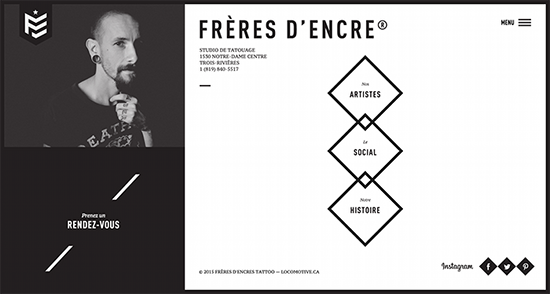 FRÈRES D'ENCRE®
MENU
STUDIO DE TATOUAGE
1530 NOTRE-DAME CENTRE
TROIS-RIVIÈRES
1 (819) 840-5517
Nos
ARTISTES
Le
SOCIAL
Notre
HISTOIRE
Prenez un
RENDEZ-VOUS
© 2015 FRÈRES D'ENCRES TATTOO — LOCOMOTIVE.CA
Instagram